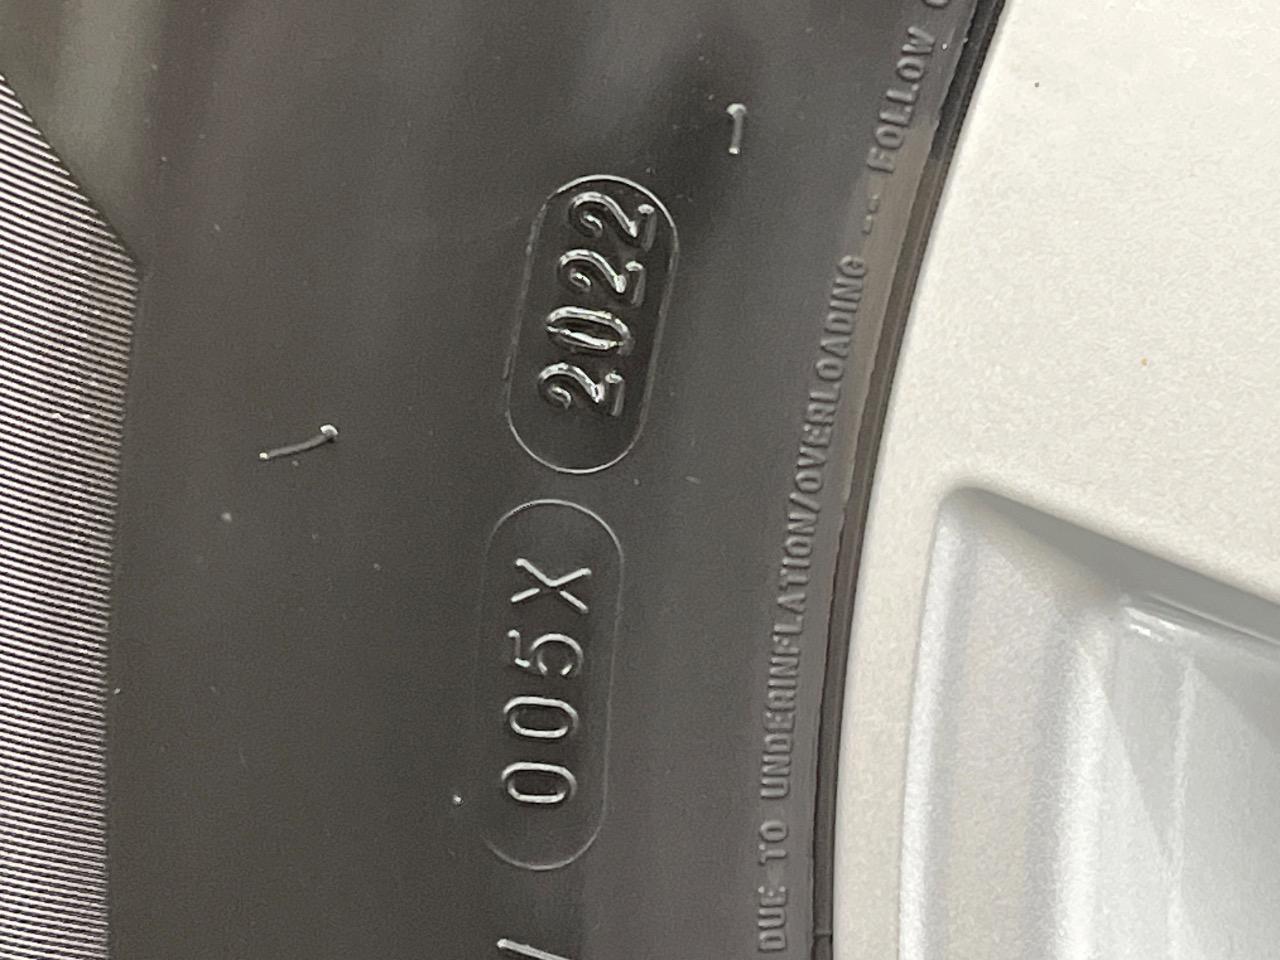 005X 2022
DUE TO UNDERINFLATION/OVERLOADING -- FOLLOW